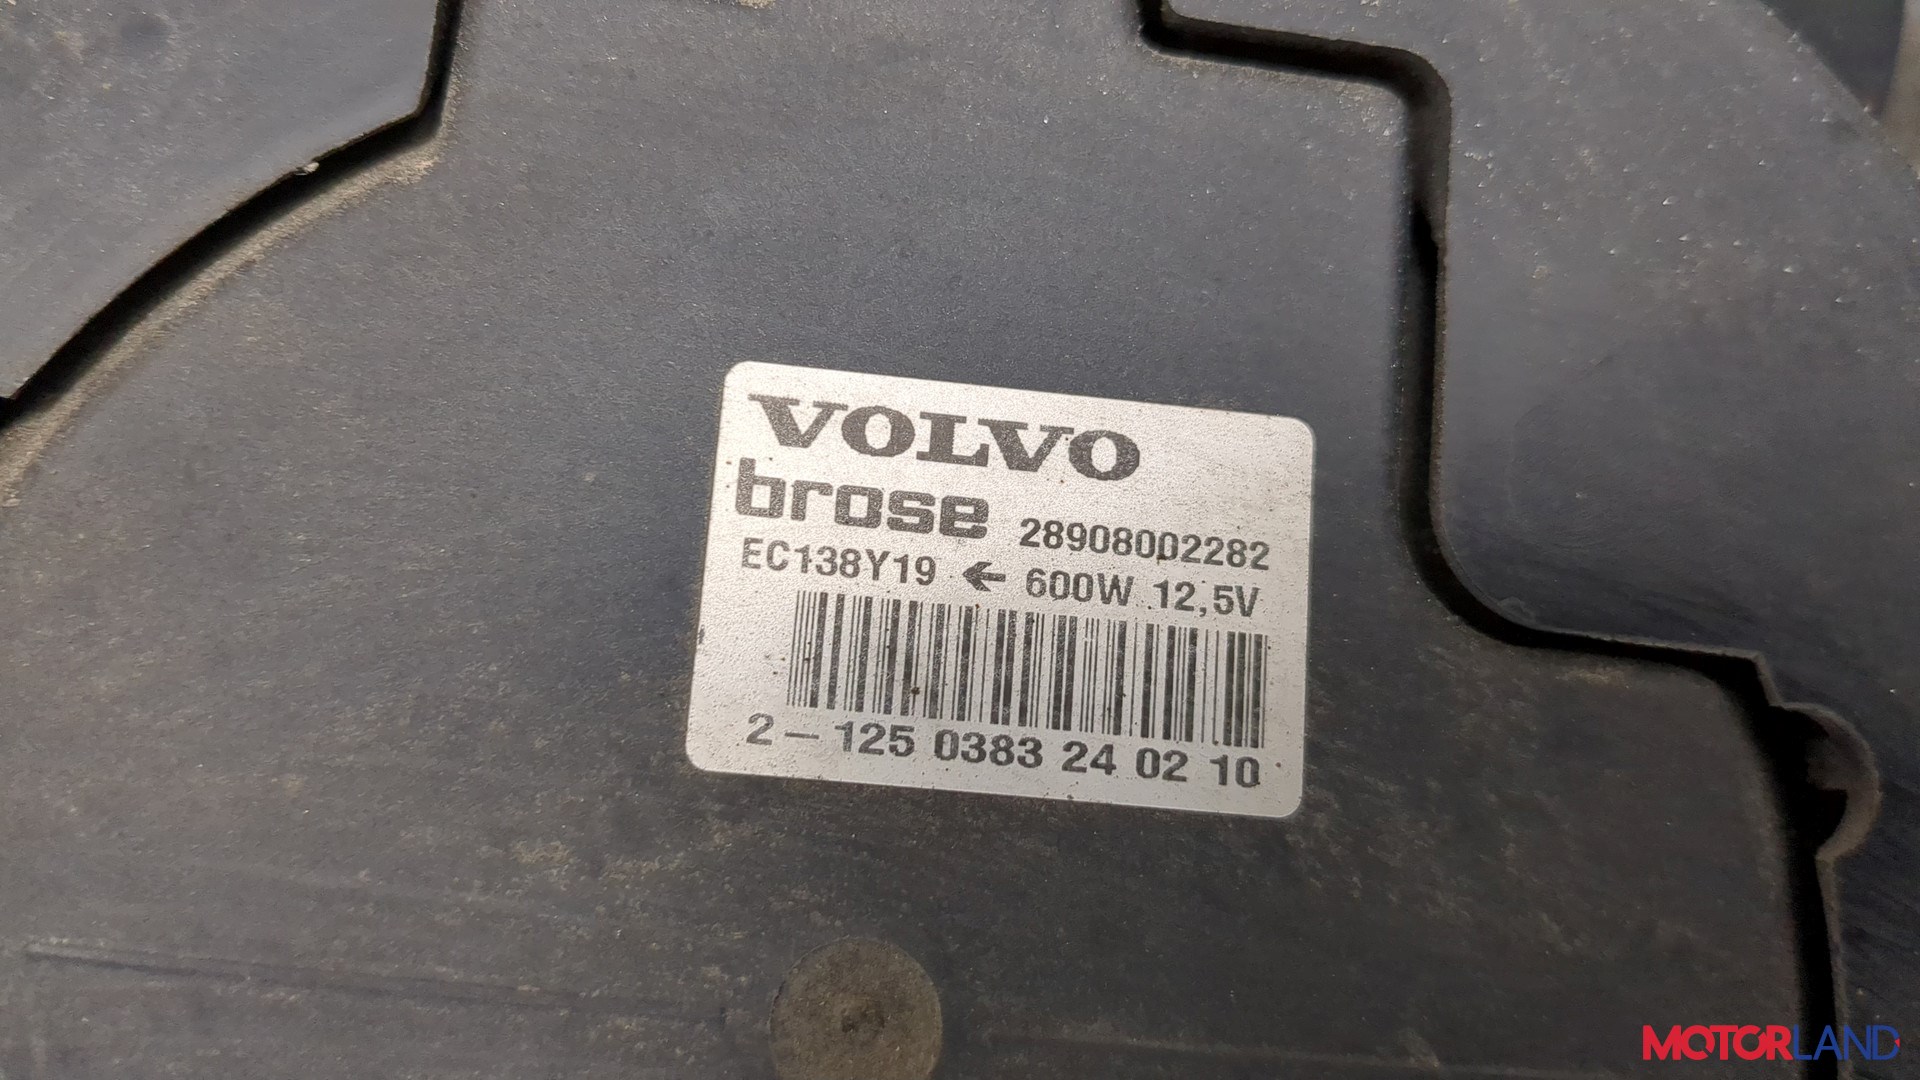 VOLVO
brose 28908002282
EC138Y19 ← 600W 12,5V
2-125 0383 24 02 10
MOTORLAND